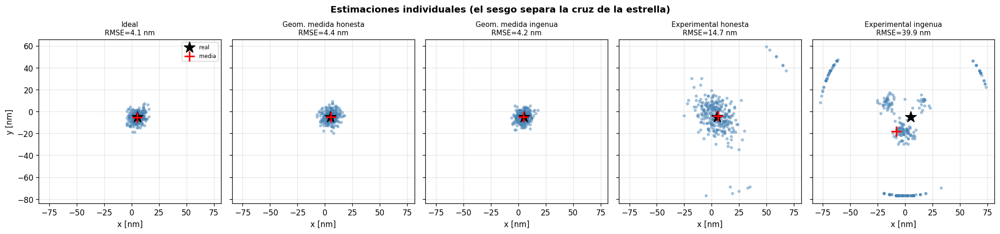 Estimaciones individuales (el sesgo separa la cruz de la estrella)
Ideal
RMSE=4.1 nm
Geom. medida honesta
RMSE=4.4 nm
Geom. medida ingenua
RMSE=4.2 nm
Experimental honesta
RMSE=14.7 nm
Experimental ingenua
RMSE=39.9 nm
real
media
y [nm]
60
40
20
0
−20
−40
−60
−80
−75 −50 −25 0 25 50 75
−75 −50 −25 0 25 50 75
−75 −50 −25 0 25 50 75
−75 −50 −25 0 25 50 75
−75 −50 −25 0 25 50 75
x [nm]
x [nm]
x [nm]
x [nm]
x [nm]